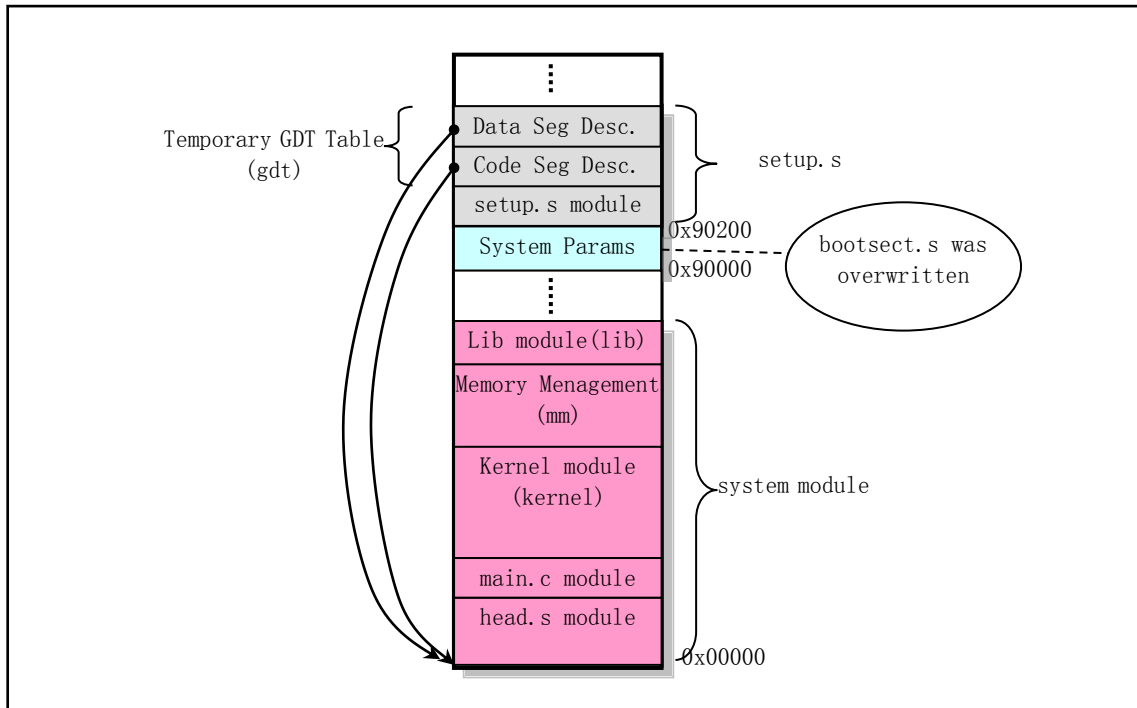 Temporary GDT Table
(gdt)
Data Seg Desc.
Code Seg Desc.
setup.s module
setup.s
0x90200
System Params
0x90000
bootsect.s was
overwritten
Lib module(lib)
Memory Menagement
(mm)
Kernel module
(kernel)
system module
main.c module
head.s module
0x00000